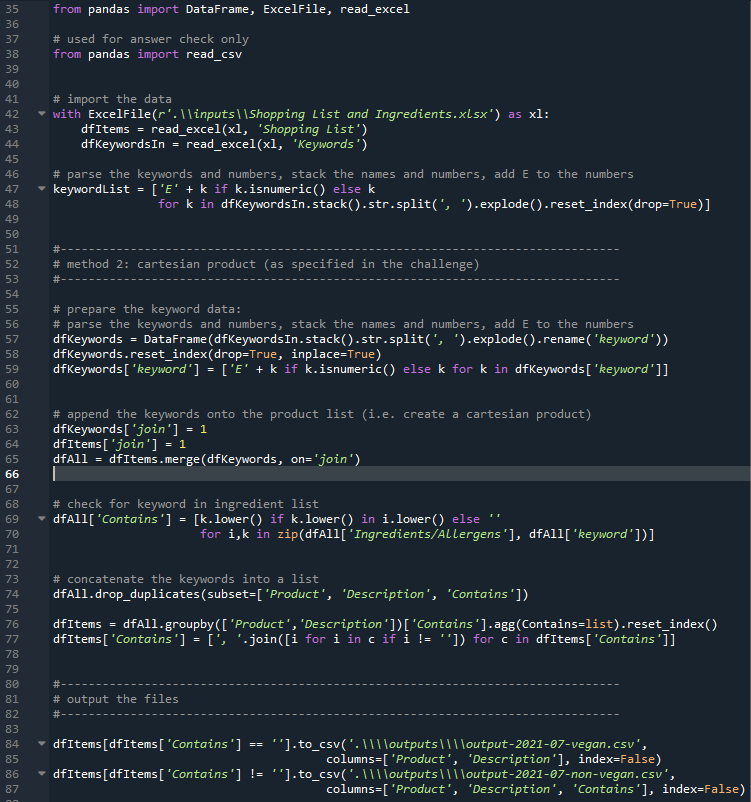 35 from pandas import DataFrame, ExcelFile, read_excel
36
37 # used for answer check only
38 from pandas import read_csv
39
40
41 # import the data
42 with ExcelFile(r'.\\inputs\\Shopping List and Ingredients.xlsx') as xl:
43     dfItems = read_excel(xl, 'Shopping List')
44     dfKeywordsIn = read_excel(xl, 'Keywords')
45
46 # parse the keywords and numbers, stack the names and numbers, add E to the numbers
47 keywordList = ['E' + k if k.isnumeric() else k
48                for k in dfKeywordsIn.stack().str.split(', ').explode().reset_index(drop=True)]
49
50
51 #--------------------------------------------------------------------------------
52 # method 2: cartesian product (as specified in the challenge)
53 #--------------------------------------------------------------------------------
54
55 # prepare the keyword data:
56 # parse the keywords and numbers, stack the names and numbers, add E to the numbers
57 dfKeywords = DataFrame(dfKeywordsIn.stack().str.split(', ').explode().rename('keyword'))
58 dfKeywords.reset_index(drop=True, inplace=True)
59 dfKeywords['keyword'] = ['E' + k if k.isnumeric() else k for k in dfKeywords['keyword']]
60
61
62 # append the keywords onto the product list (i.e. create a cartesian product)
63 dfKeywords['join'] = 1
64 dfItems['join'] = 1
65 dfAll = dfItems.merge(dfKeywords, on='join')
66
67
68 # check for keyword in ingredient list
69 dfAll['Contains'] = [k.lower() if k.lower() in i.lower() else ''
70                      for i,k in zip(dfAll['Ingredients/Allergens'], dfAll['keyword'])]
71
72
73 # concatenate the keywords into a list
74 dfAll.drop_duplicates(subset=['Product', 'Description', 'Contains'])
75
76 dfItems = dfAll.groupby(['Product','Description'])['Contains'].agg(Contains=list).reset_index()
77 dfItems['Contains'] = [', '.join([i for i in c if i != '']) for c in dfItems['Contains']]
78
79
80 #--------------------------------------------------------------------------------
81 # output the files
82 #--------------------------------------------------------------------------------
83
84 dfItems[dfItems['Contains'] == ''].to_csv('.\\\\outputs\\\\output-2021-07-vegan.csv',
85                                        columns=['Product', 'Description'], index=False)
86 dfItems[dfItems['Contains'] != ''].to_csv('.\\\\outputs\\\\output-2021-07-non-vegan.csv',
87                                        columns=['Product', 'Description', 'Contains'], index=False)